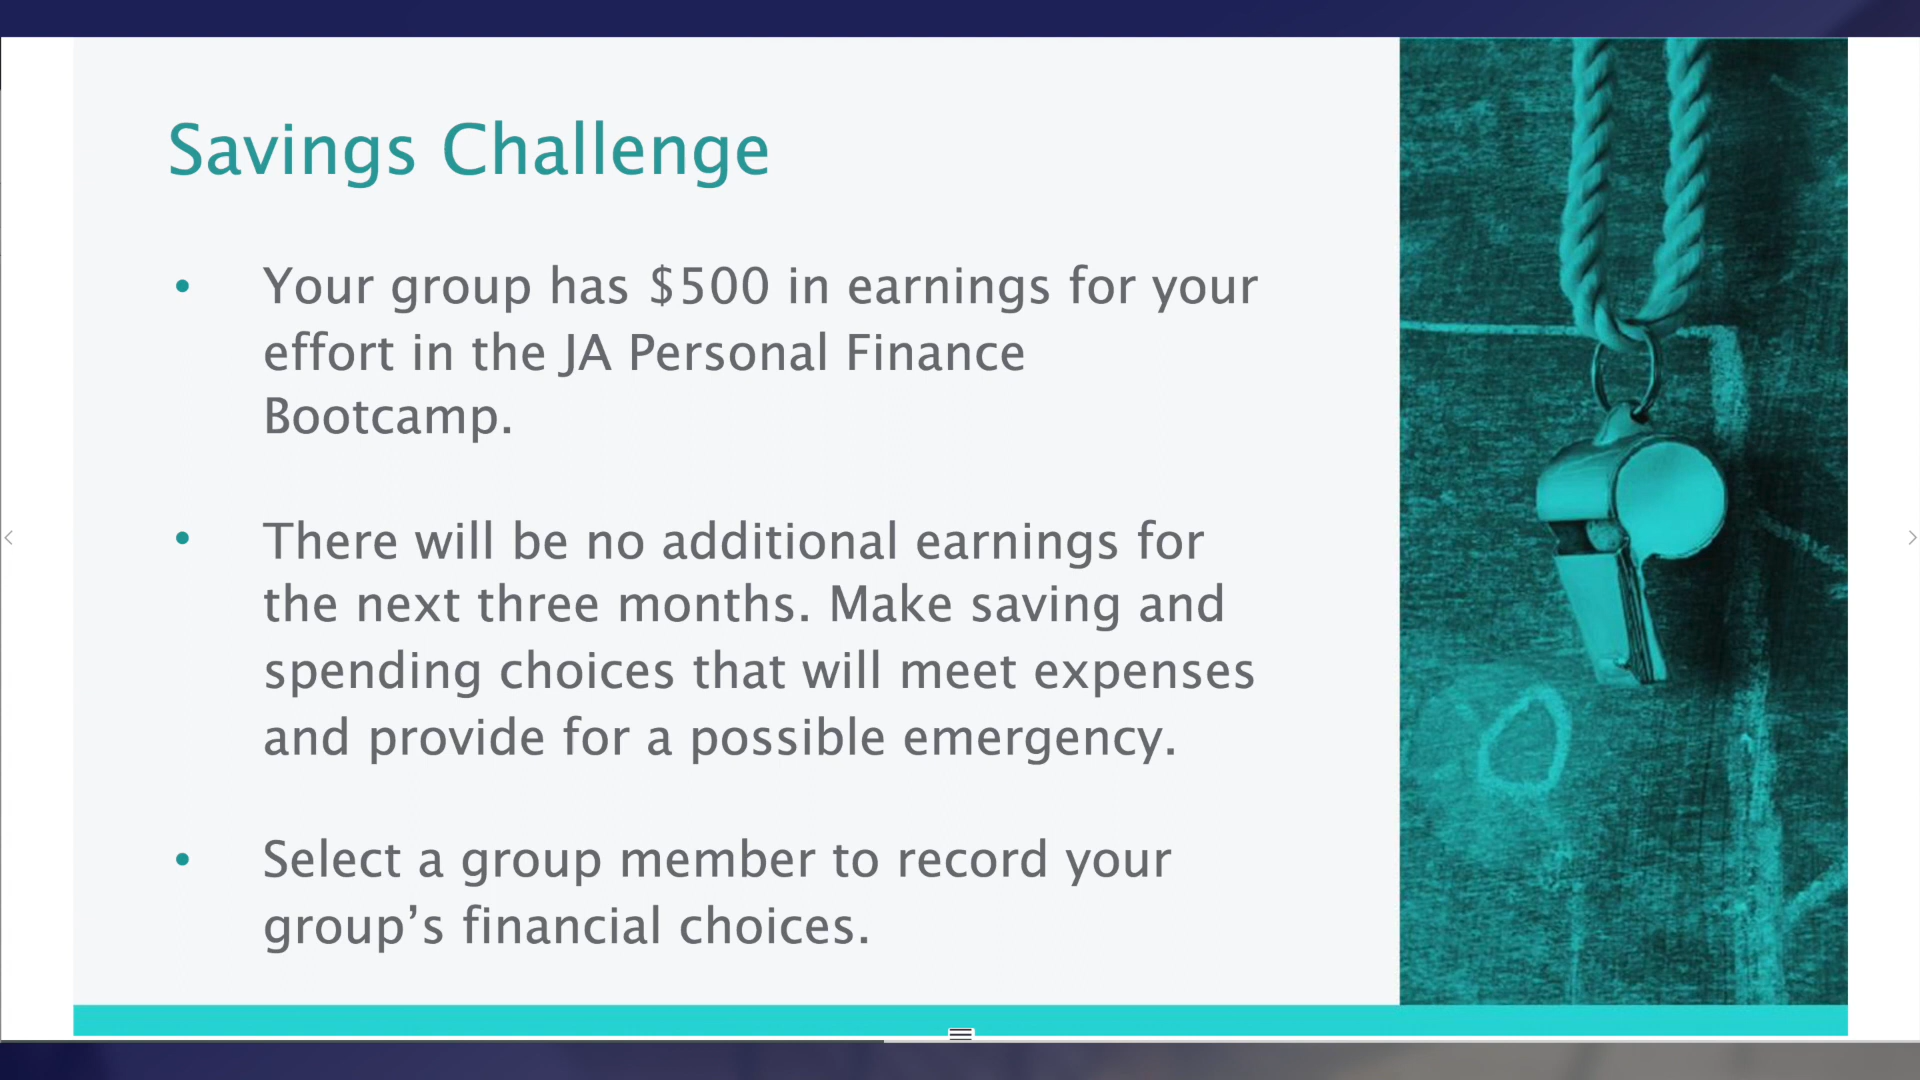 Savings Challenge
• Your group has $500 in earnings for your
effort in the JA Personal Finance
Bootcamp.
• There will be no additional earnings for
the next three months. Make saving and
spending choices that will meet expenses
and provide for a possible emergency.
• Select a group member to record your
group’s financial choices.